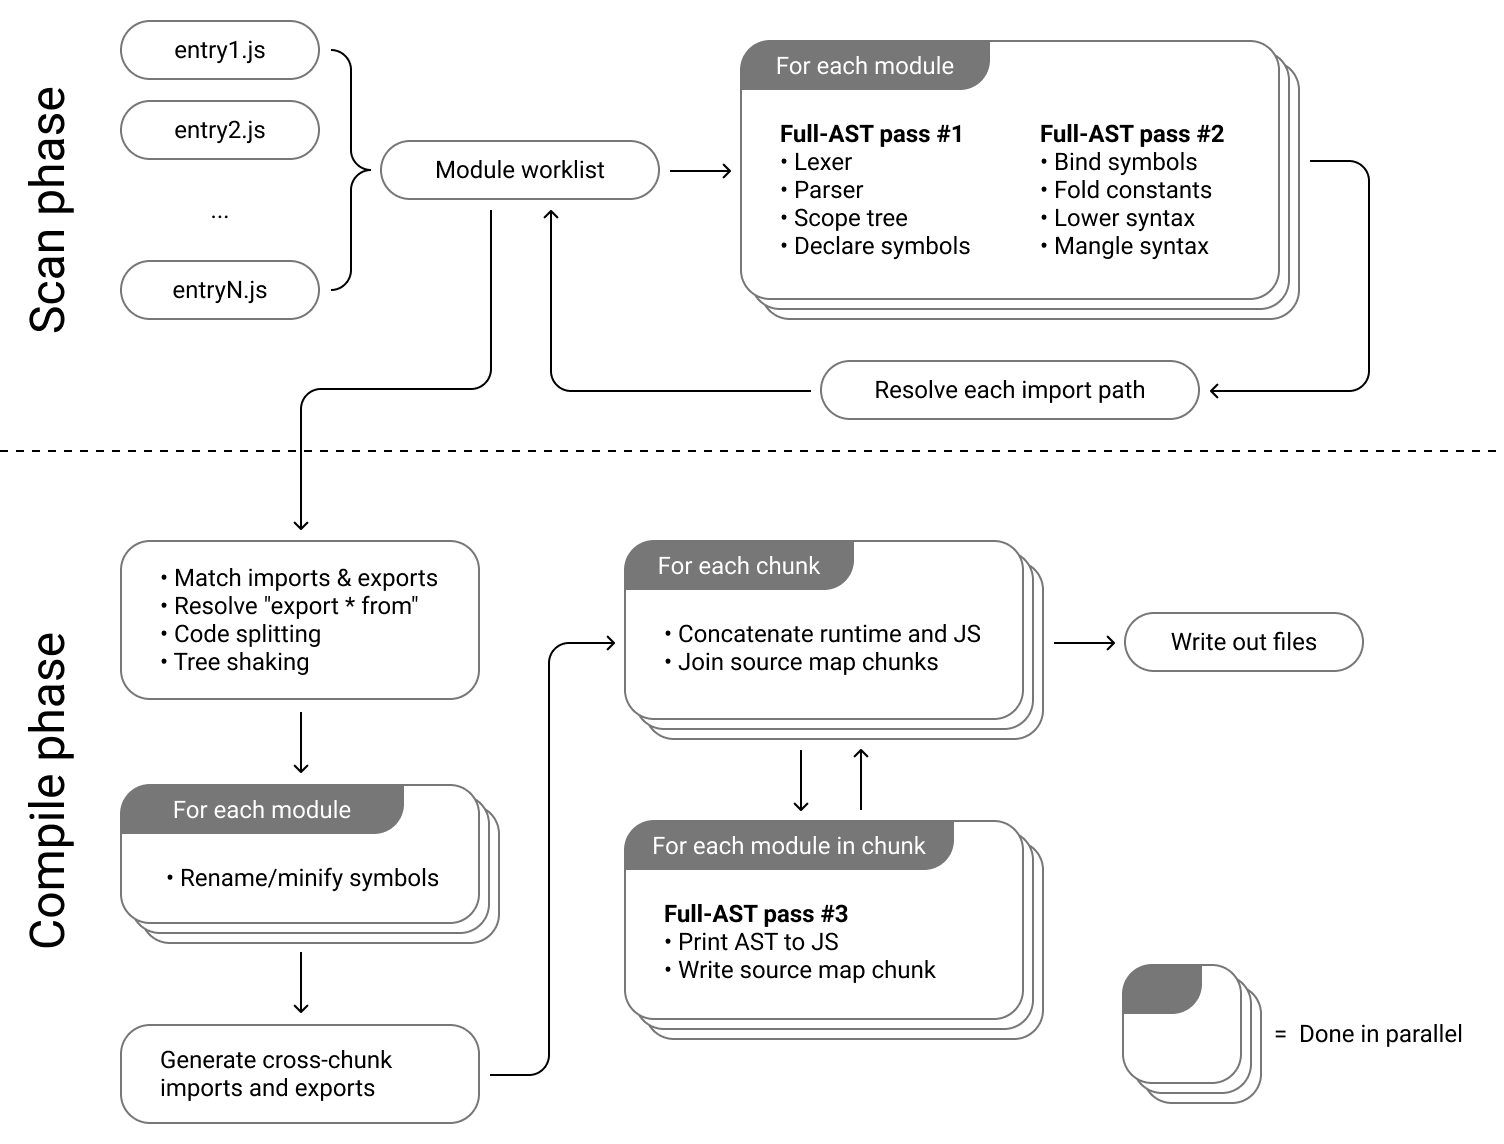 Scan phase
entry1.js
entry2.js
...
entryN.js
Module worklist
For each module
Full-AST pass #1
• Lexer
• Parser
• Scope tree
• Declare symbols
Full-AST pass #2
• Bind symbols
• Fold constants
• Lower syntax
• Mangle syntax
Resolve each import path
Compile phase
• Match imports & exports
• Resolve "export * from"
• Code splitting
• Tree shaking
For each module
• Rename/minify symbols
Generate cross-chunk
imports and exports
For each chunk
• Concatenate runtime and JS
• Join source map chunks
For each module in chunk
Full-AST pass #3
• Print AST to JS
• Write source map chunk
Write out files
= Done in parallel